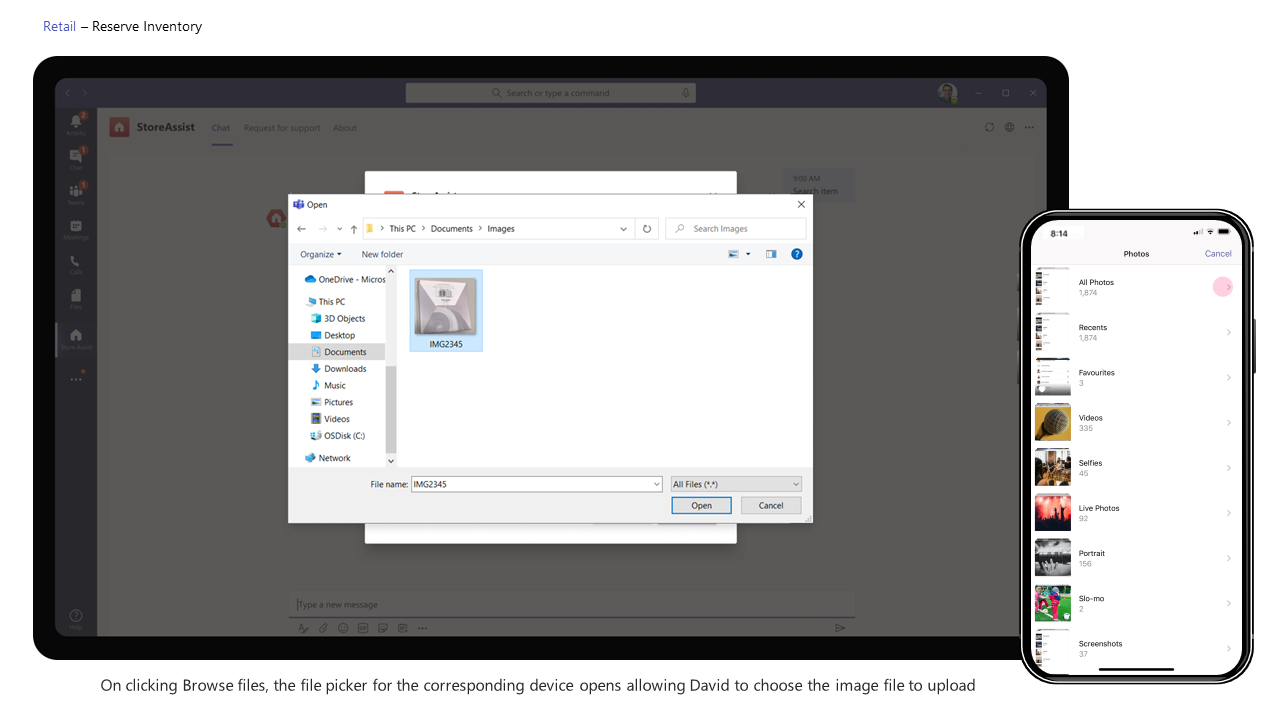 Retail – Reserve Inventory
Search or type a command
StoreAssist
Chat
Request for support
About
Activity
2
Chat
1
Teams
1
Meetings
Calls
Files
Store Assist
Help
9:00 AM
Search item
Open
This PC
Documents
Images
Search Images
Organize
New folder
OneDrive - Micros
This PC
3D Objects
Desktop
Documents
Downloads
Music
Pictures
Videos
OSDisk (C:)
Network
IMG2345
File name:
IMG2345
All Files (*.*)
Open
Cancel
Type a new message
8:14
Photos
Cancel
All Photos
1,874
Recents
1,874
Favourites
3
Videos
335
Selfies
45
Live Photos
92
Portrait
156
Slo-mo
2
Screenshots
37
On clicking Browse files, the file picker for the corresponding device opens allowing David to choose the image file to upload